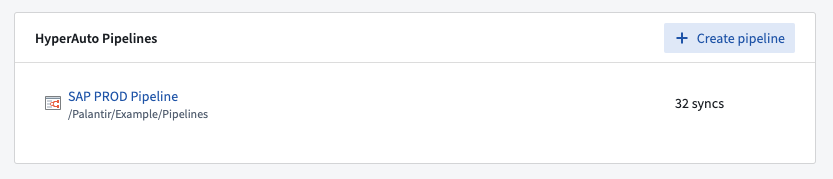 HyperAuto Pipelines
Create pipeline
SAP PROD Pipeline
/Palantir/Example/Pipelines
32 syncs